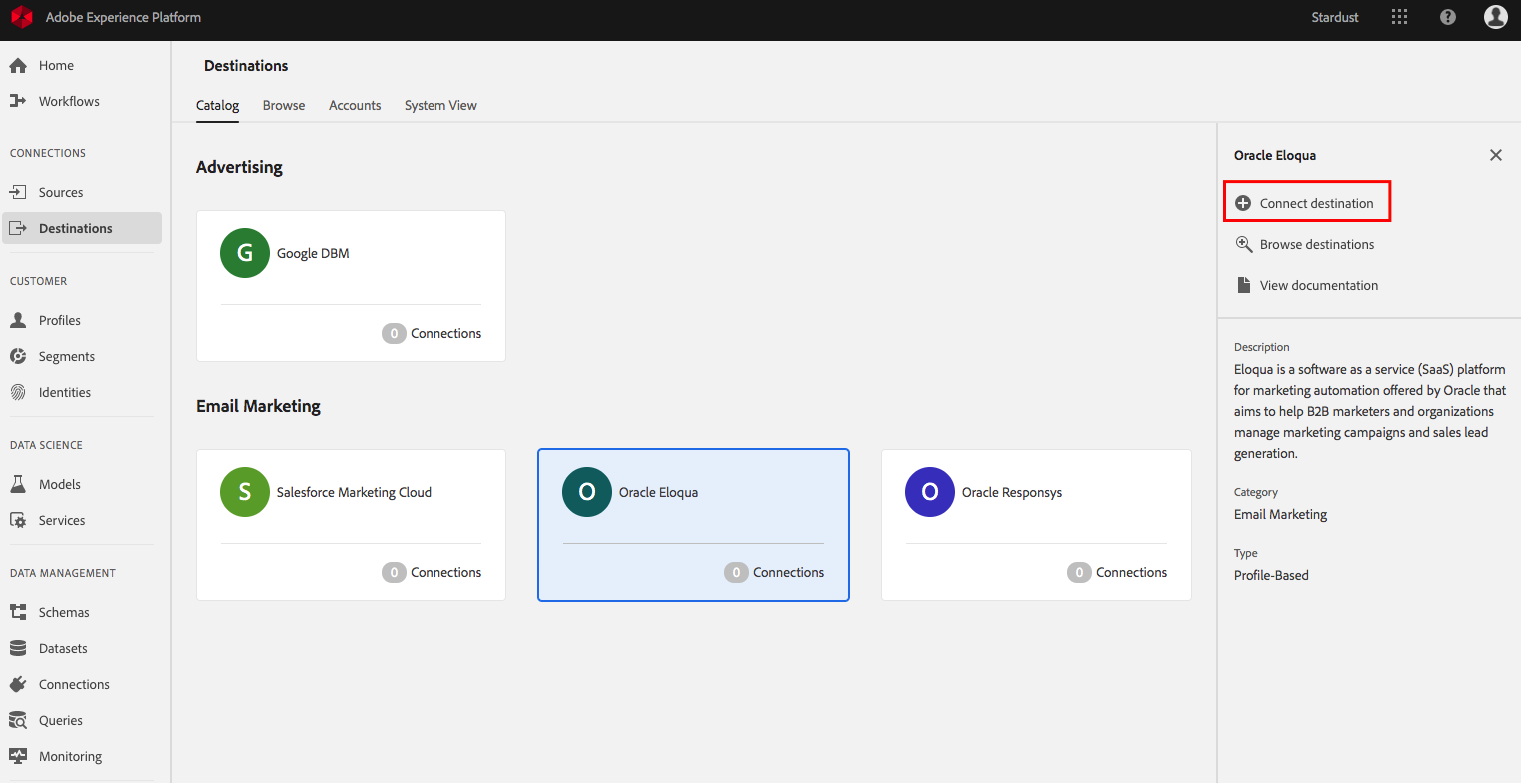 Adobe Experience Platform
Stardust
Home
Workflows
CONNECTIONS
Sources
Destinations
CUSTOMER
Profiles
Segments
Identities
DATA SCIENCE
Models
Services
DATA MANAGEMENT
Schemas
Datasets
Connections
Queries
Monitoring
Destinations
Catalog Browse Accounts System View
Advertising
G Google DBM
0 Connections
Email Marketing
S Salesforce Marketing Cloud
0 Connections
O Oracle Eloqua
0 Connections
O Oracle Responsys
0 Connections
Oracle Eloqua
Connect destination
Browse destinations
View documentation
Description
Eloqua is a software as a service (SaaS) platform
for marketing automation offered by Oracle that
aims to help B2B marketers and organizations
manage marketing campaigns and sales lead
generation.
Category
Email Marketing
Type
Profile-Based